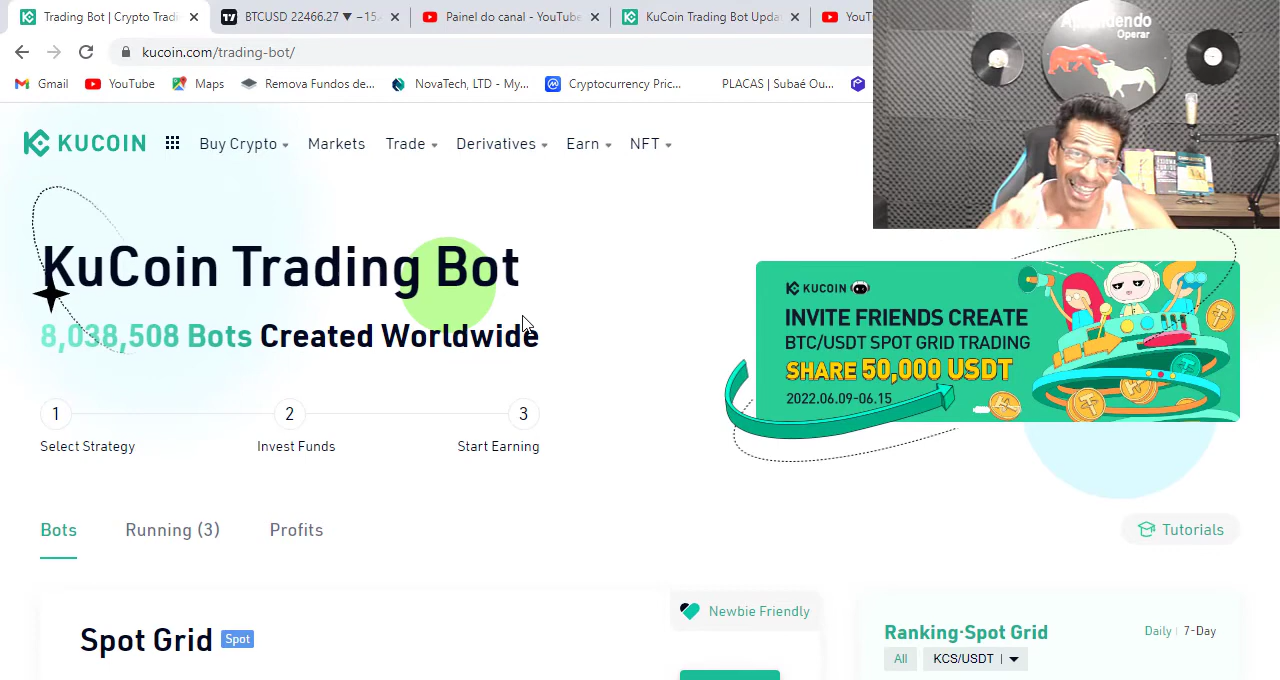 Trading Bot | Crypto Tradi
BTCUSD 22466.27 ▼ −15.
Painel do canal - YouTube
KuCoin Trading Bot Upda
YouT
kucoin.com/trading-bot/
Gmail
YouTube
Maps
Remova Fundos de...
NovaTech, LTD - My...
Cryptocurrency Pric...
PLACAS | Subaé Ou...
Aprendendo
Operar
KUCOIN
Buy Crypto
Markets
Trade
Derivatives
Earn
NFT
KuCoin Trading Bot
8,038,508 Bots Created Worldwide
1
2
3
Select Strategy
Invest Funds
Start Earning
KUCOIN
INVITE FRIENDS CREATE
BTC/USDT SPOT GRID TRADING
SHARE 50,000 USDT
2022.06.09-06.15
Bots
Running (3)
Profits
Tutorials
Spot Grid
Spot
Newbie Friendly
Ranking·Spot Grid
Daily | 7-Day
All
KCS/USDT